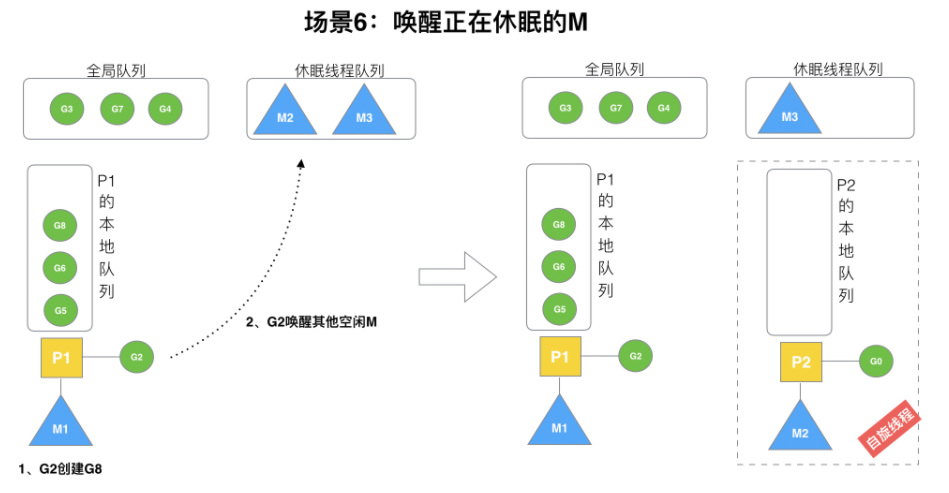 场景6：唤醒正在休眠的M
全局队列
休眠线程队列
G3
G7
G4
M2
M3
P1的本地队列
G8
G6
G5
P1
G2
M1
1、G2创建G8
2、G2唤醒其他空闲M
全局队列
休眠线程队列
G3
G7
G4
M3
P1的本地队列
G8
G6
G5
P1
G2
M1
P2的本地队列
P2
G0
M2
自旋线程